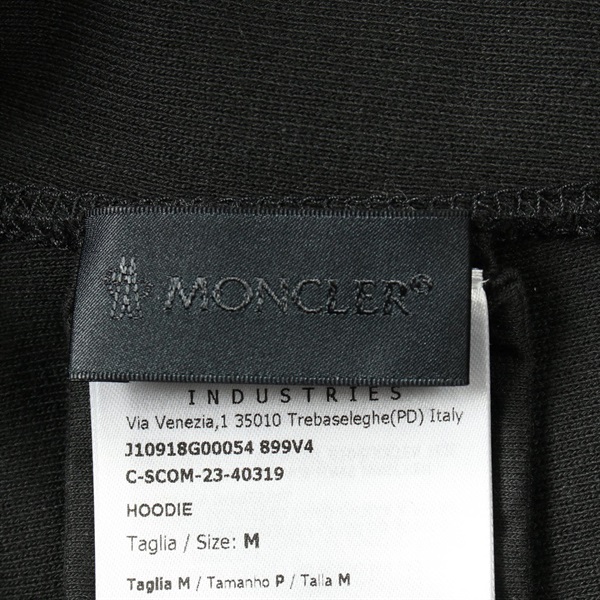 MONCLER®
INDUSTRIES
Via Venezia,1 35010 Trebaseleghe(PD) Italy
J10918G00054 899V4
C-SCOM-23-40319
HOODIE
Taglia / Size: M
Taglia M / Tamanho P / Talla M